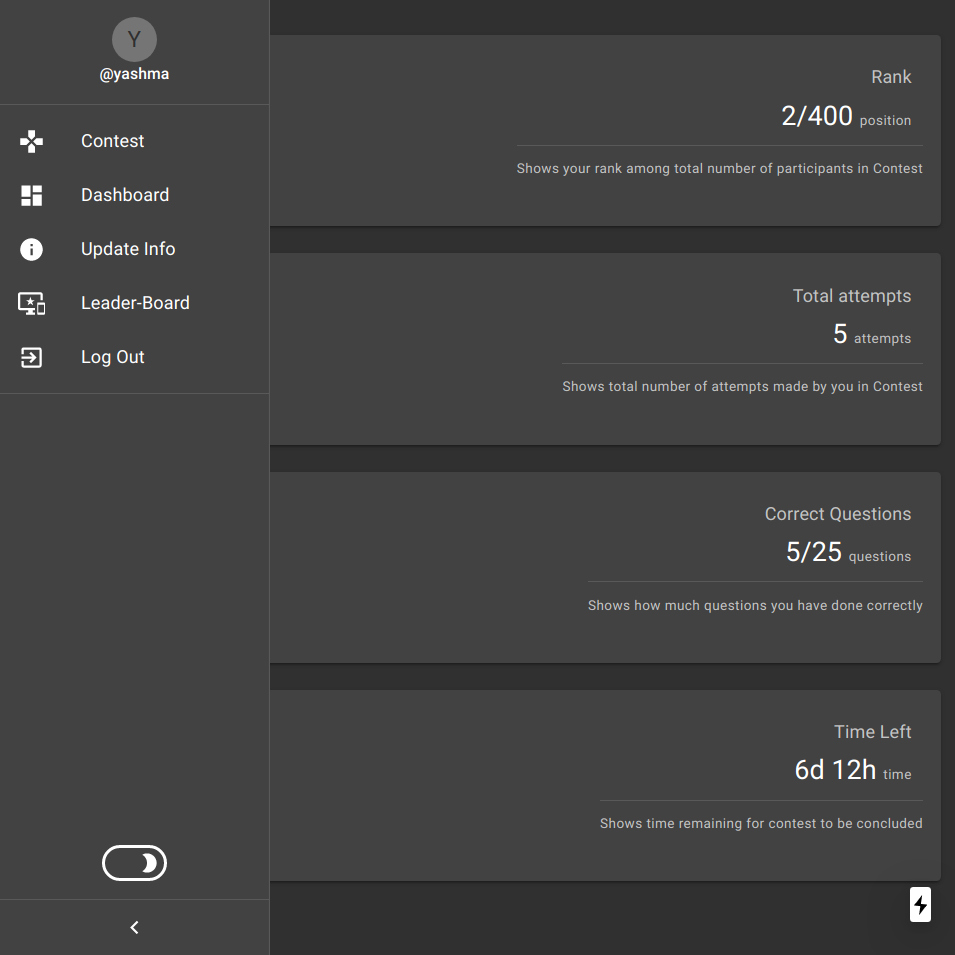 Y
@yashma
Contest
Dashboard
Update Info
Leader-Board
Log Out
Rank
2/400 position
Shows your rank among total number of participants in Contest
Total attempts
5 attempts
Shows total number of attempts made by you in Contest
Correct Questions
5/25 questions
Shows how much questions you have done correctly
Time Left
6d 12h time
Shows time remaining for contest to be concluded